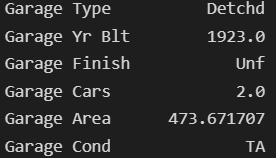 Garage Type Detchd
Garage Yr Blt 1923.0
Garage Finish Unf
Garage Cars 2.0
Garage Area 473.671707
Garage Cond TA